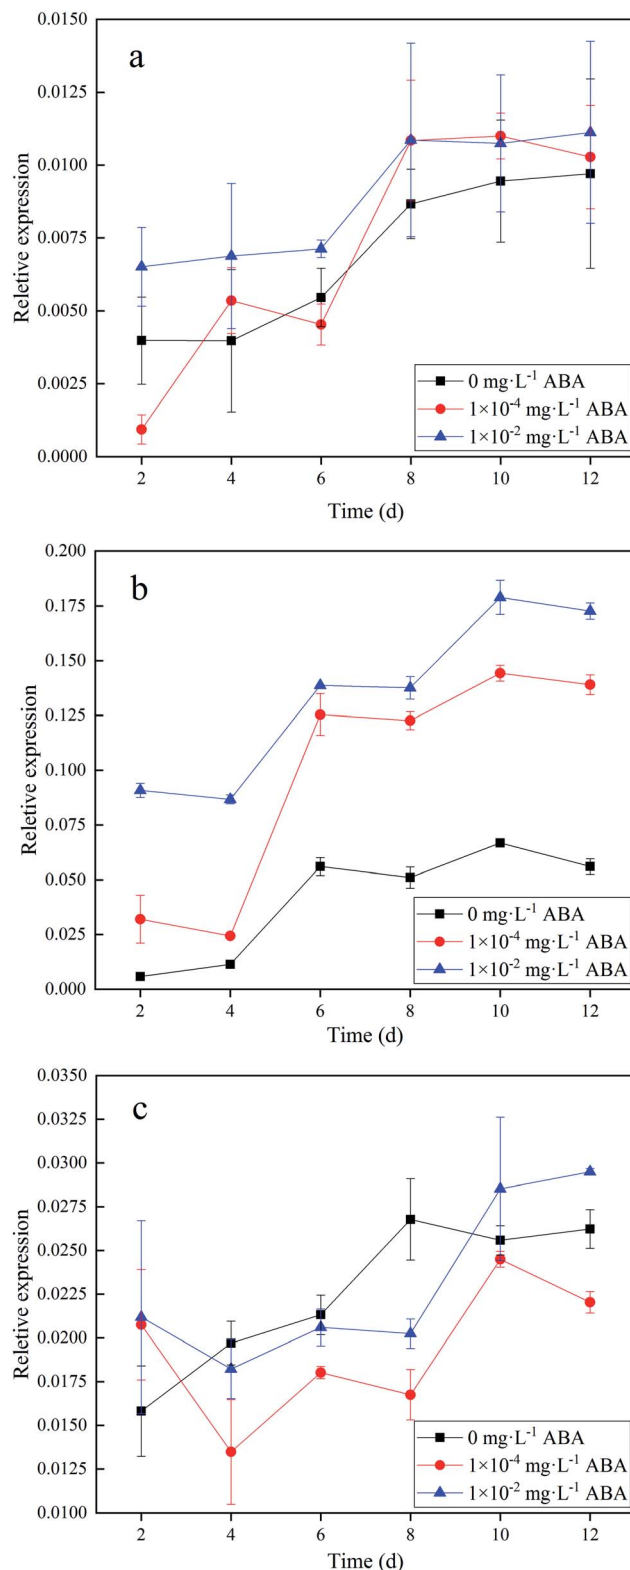 a
0.0150
0.0125
0.0100
0.0075
0.0050
0.0025
0.0000
Reletive expression
0 mg·L⁻¹ ABA
1×10⁻⁴ mg·L⁻¹ ABA
1×10⁻² mg·L⁻¹ ABA
2 4 6 8 10 12
Time (d)
b
0.200
0.175
0.150
0.125
0.100
0.075
0.050
0.025
0.000
Reletive expression
0 mg·L⁻¹ ABA
1×10⁻⁴ mg·L⁻¹ ABA
1×10⁻² mg·L⁻¹ ABA
2 4 6 8 10 12
Time (d)
c
0.0350
0.0325
0.0300
0.0275
0.0250
0.0225
0.0200
0.0175
0.0150
0.0125
0.0100
Reletive expression
0 mg·L⁻¹ ABA
1×10⁻⁴ mg·L⁻¹ ABA
1×10⁻² mg·L⁻¹ ABA
2 4 6 8 10 12
Time (d)